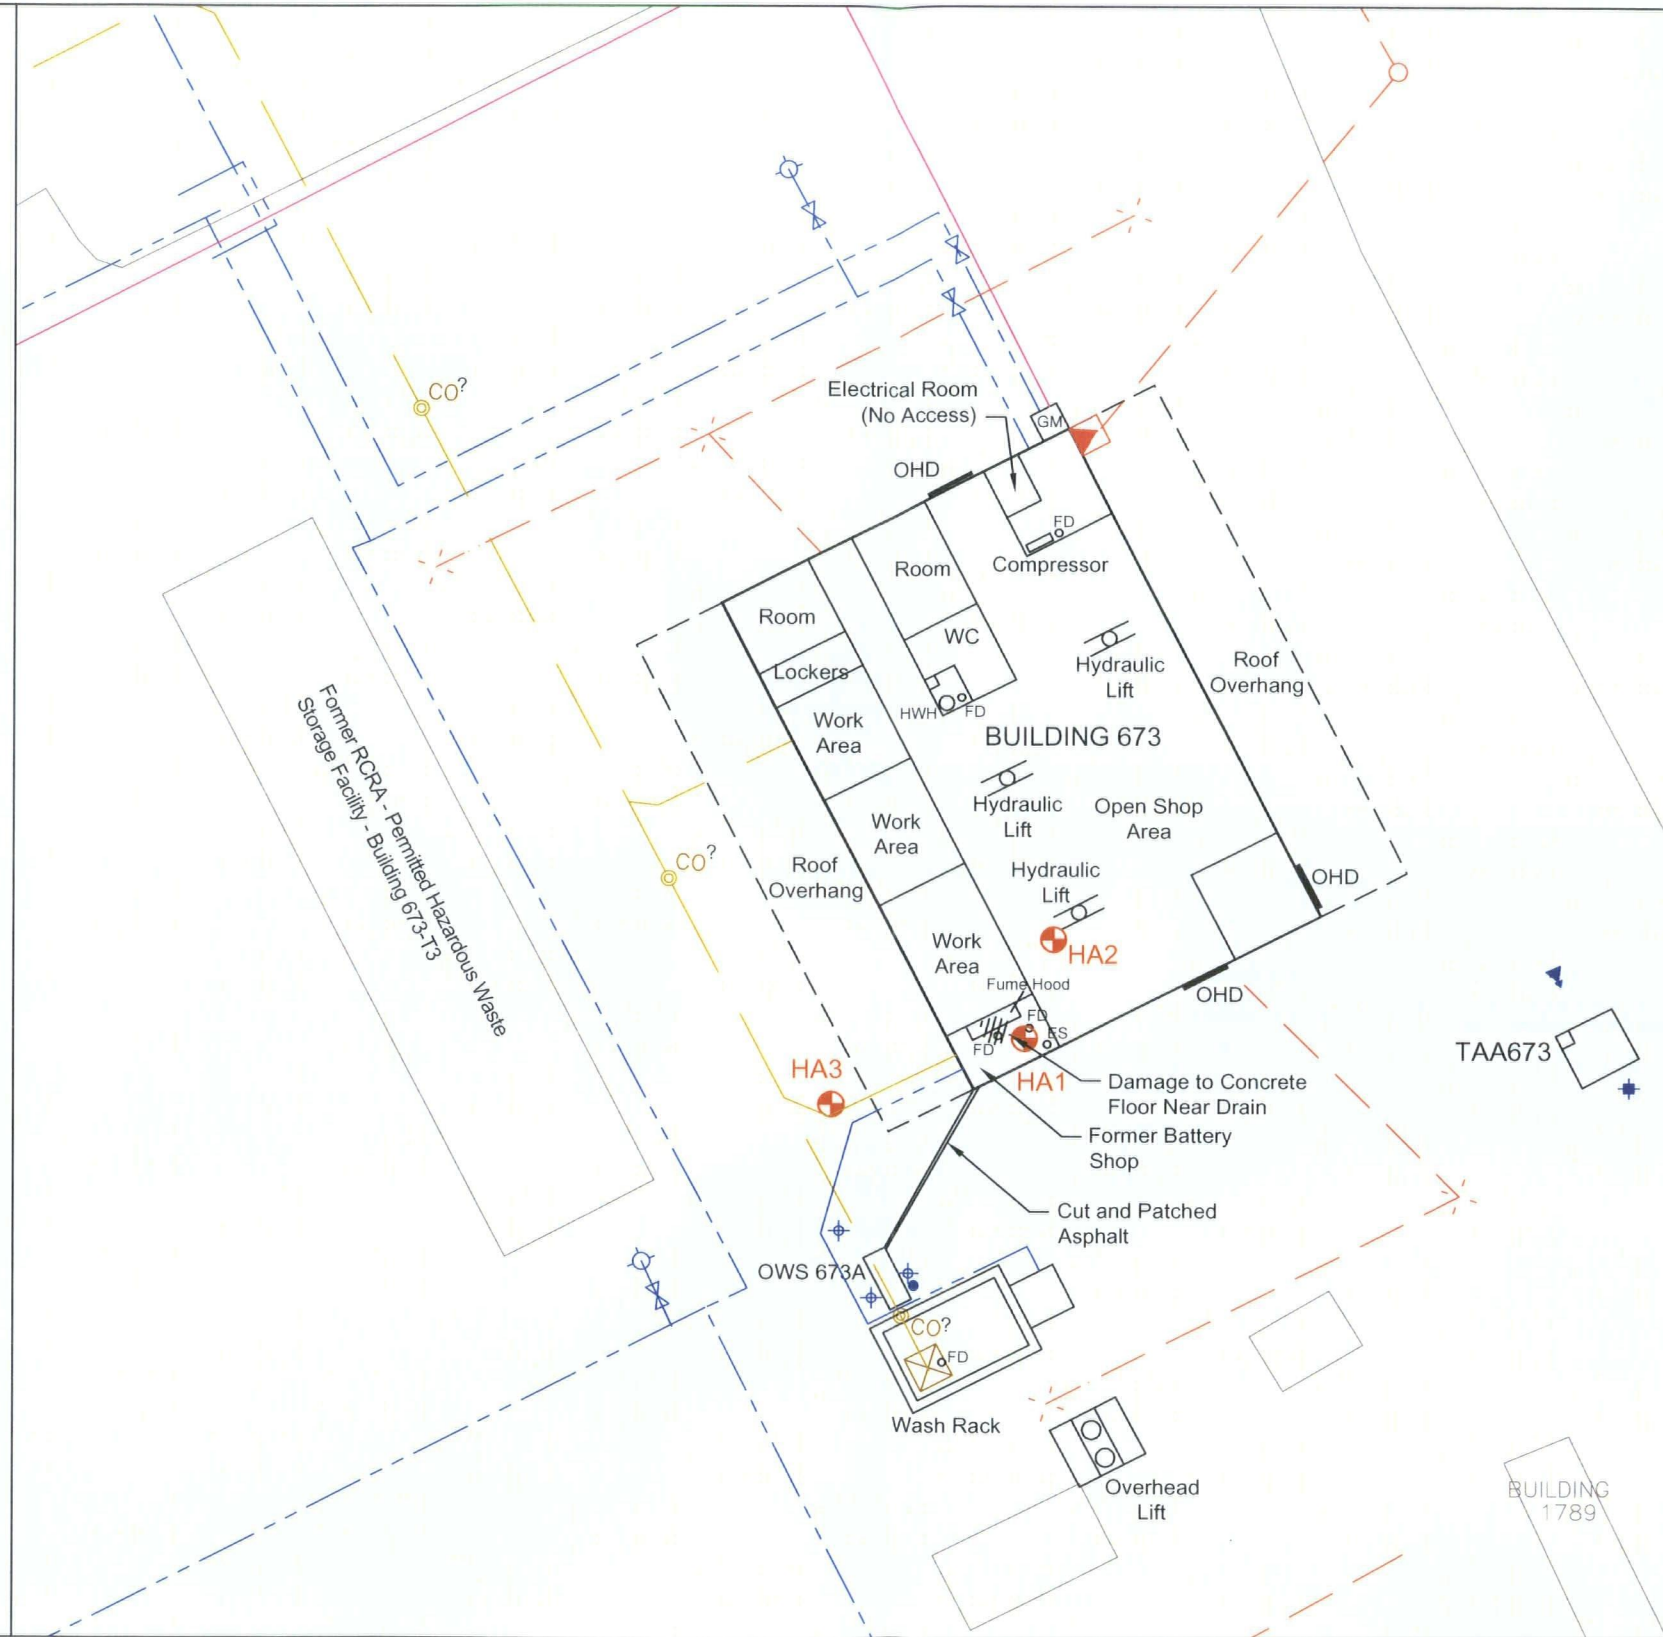 CO?
Electrical Room
(No Access)
GM
OHD
FD
Compressor
Room
Room
WC
Lockers
HWH
FD
Hydraulic
Lift
Roof
Overhang
Work
Area
BUILDING 673
Hydraulic
Lift
Open Shop
Area
Work
Area
CO?
Roof
Overhang
Hydraulic
Lift
OHD
Former RCRA - Permitted Hazardous Waste
Storage Facility - Building 673-T3
Work
Area
HA2
Fume Hood
OHD
FD
ES
FD
TAA673
HA3
HA1
Damage to Concrete
Floor Near Drain
Former Battery
Shop
Cut and Patched
Asphalt
OWS 673A
CO?
FD
Wash Rack
Overhead
Lift
BUILDING
1789